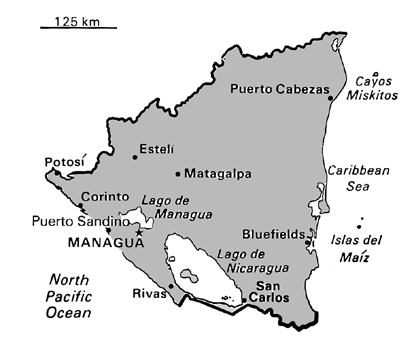 125 km
Puerto Cabezas
Cayos
Miskitos
Estelí
Potosí
Matagalpa
Caribbean
Sea
Corinto
Lago de
Managua
Puerto Sandino
MANAGUA
Bluefields
Islas del
Maíz
Lago de
Nicaragua
North
Pacific
Ocean
Rivas
San
Carlos